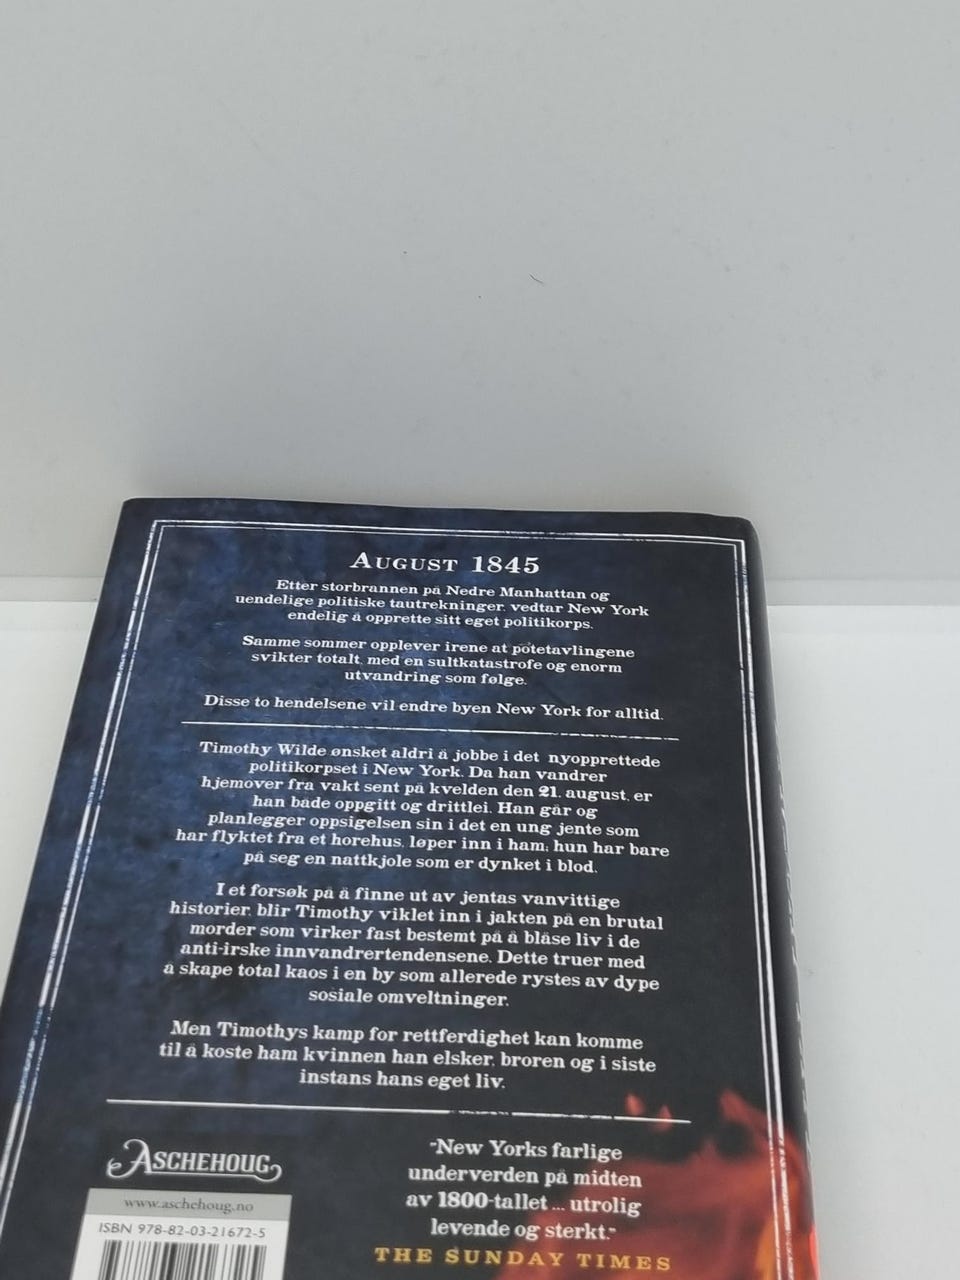 AUGUST 1845
Etter storbrannen på Nedre Manhattan og
uendelige politiske tautrekninger, vedtar New York
endelig å opprette sitt eget politikorps.
Samme sommer opplever irene at potetavlingene
svikter totalt, med en sultkatastrofe og enorm
utvandring som følge.
Disse to hendelsene vil endre byen New York for alltid.
Timothy Wilde ønsket aldri å jobbe i det nyopprettede
politikorpset i New York. Da han vandrer
hjemover fra vakt sent på kvelden den 21. august, er
han både oppgitt og drittlei. Han går og
planlegger oppsigelsen sin i det en ung jente som
har flyktet fra et horehus, løper inn i ham; hun har bare
på seg en nattkjole som er dynket i blod.
I et forsøk på å finne ut av jentas vanvittige
historier, blir Timothy viklet inn i jakten på en brutal
morder som virker fast bestemt på å blåse liv i de
anti-irske innvandrertendensene. Dette truer med
å skape total kaos i en by som allerede rystes av dype
sosiale omveltninger.
Men Timothys kamp for rettferdighet kan komme
til å koste ham kvinnen han elsker, broren og i siste
instans hans eget liv.
ASCHEHOUG
www.aschehoug.no
ISBN 978-82-03-21672-5
"New Yorks farlige
underverden på midten
av 1800-tallet ... utrolig
levende og sterkt."
THE SUNDAY TIMES